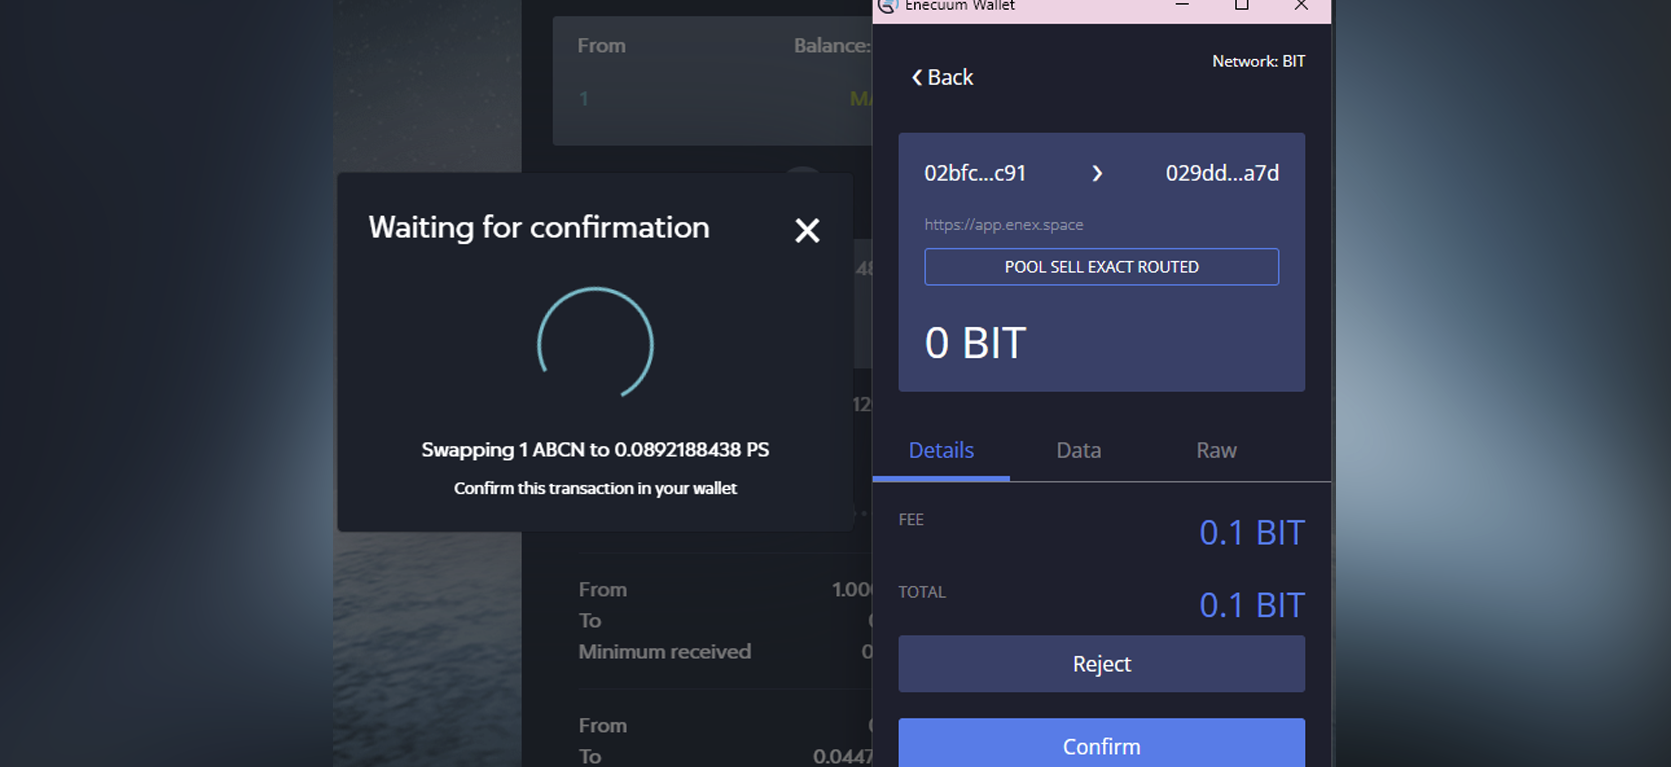 From
Balance:
1
Waiting for confirmation
Swapping 1 ABCN to 0.0892188438 PS
Confirm this transaction in your wallet
From
1.000
To
Minimum received
0
From
To
0.0447
Enecuum Wallet
Back
Network: BIT
02bfc...c91
029dd...a7d
https://app.enex.space
POOL SELL EXACT ROUTED
0 BIT
Details Data Raw
FEE
0.1 BIT
TOTAL
0.1 BIT
Reject
Confirm